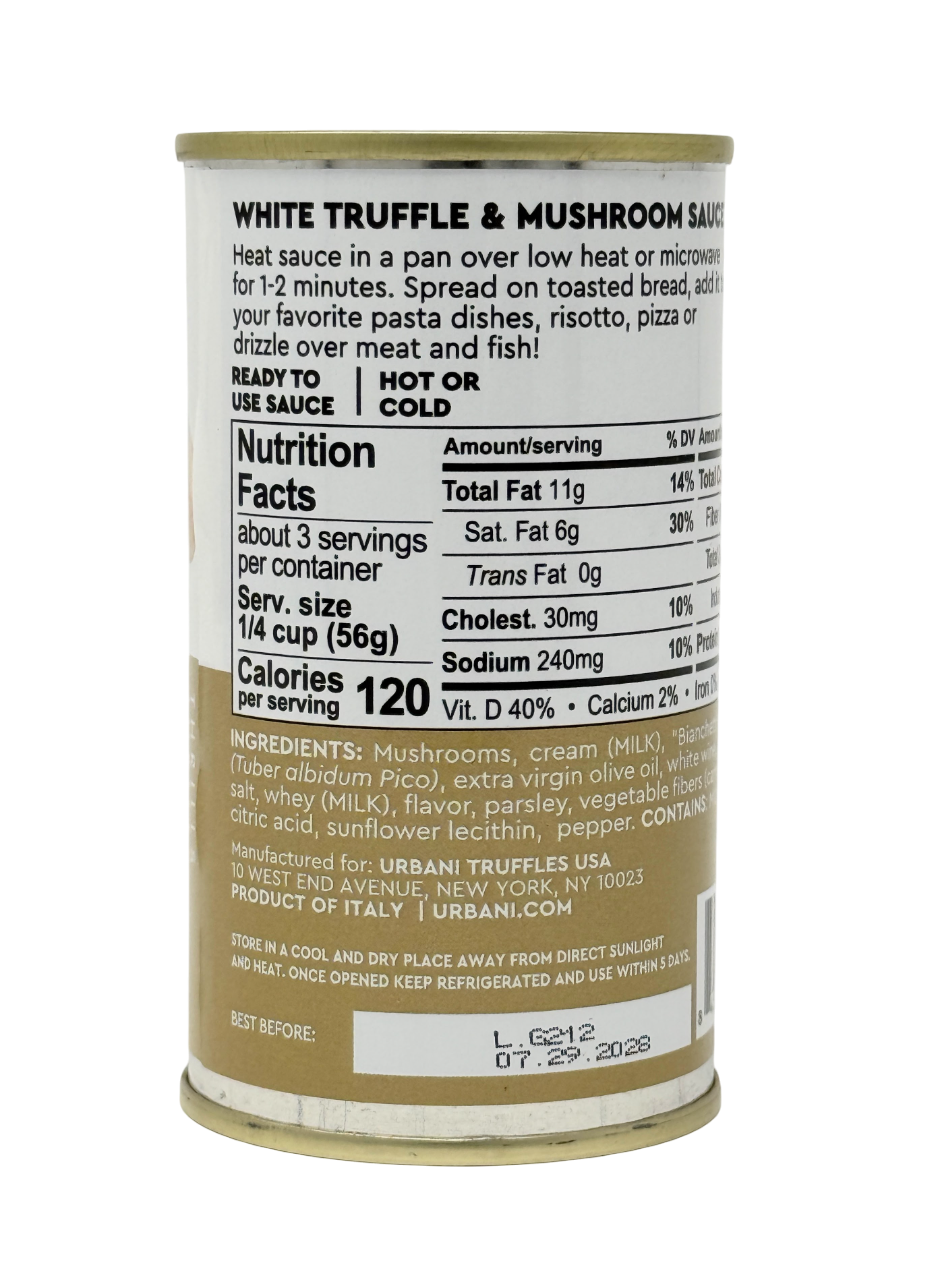 WHITE TRUFFLE & MUSHROOM SAUCE
Heat sauce in a pan over low heat or microwave
for 1-2 minutes. Spread on toasted bread, add it
your favorite pasta dishes, risotto, pizza or
drizzle over meat and fish!
READY TO
USE SAUCE
HOT OR
COLD
Nutrition
Facts
about 3 servings
per container
Serv. size
1/4 cup (56g)
Calories
per serving 120
Amount/serving % DV
Total Fat 11g 14% Total
Sat. Fat 6g 30% Fiber
Trans Fat 0g Total
Cholest. 30mg 10%
Sodium 240mg 10%
Vit. D 40% • Calcium 2% • Iron
INGREDIENTS: Mushrooms, cream (MILK),
(Tuber albidum Pico), extra virgin olive oil, white
salt, whey (MILK), flavor, parsley, vegetable fibers
citric acid, sunflower lecithin, pepper. CONTAINS:
Manufactured for: URBANI TRUFFLES USA
10 WEST END AVENUE, NEW YORK, NY 10023
PRODUCT OF ITALY | URBANI.COM
STORE IN A COOL AND DRY PLACE AWAY FROM DIRECT SUNLIGHT
AND HEAT. ONCE OPENED KEEP REFRIGERATED AND USE WITHIN 5 DAYS.
BEST BEFORE:
L.G242
07.29.2028
8